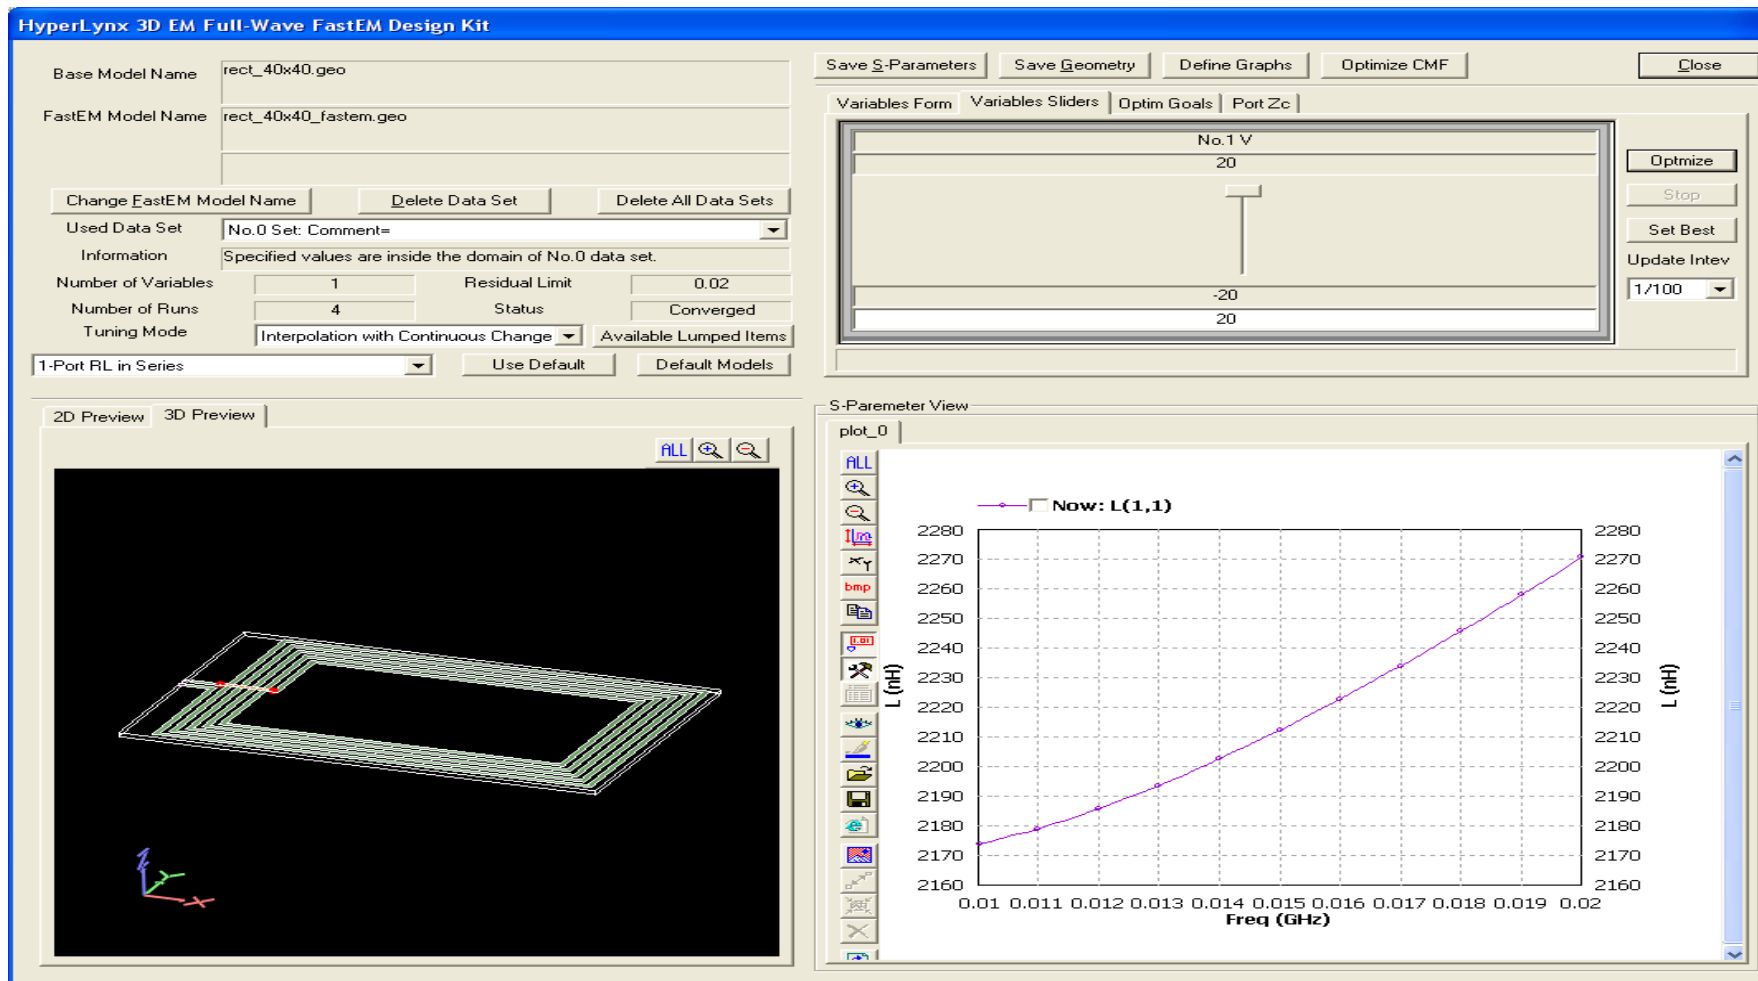 HyperLynx 3D EM Full-Wave FastEM Design Kit
Base Model Name rect_40x40.geo
FastEM Model Name rect_40x40_fastem.geo
Change FastEM Model Name Delete Data Set Delete All Data Sets
Used Data Set No.0 Set: Comment=
Information Specified values are inside the domain of No.0 data set.
Number of Variables 1 Residual Limit 0.02
Number of Runs 4 Status Converged
Tuning Mode Interpolation with Continuous Change Available Lumped Items
1-Port RL in Series Use Default Default Models
Save S-Parameters Save Geometry Define Graphs Optimize CMF Close
Variables Form Variables Sliders Optim Goals Port Zc
No.1 V
20
-20
20
Optmize
Stop
Set Best
Update Intev
1/100
2D Preview 3D Preview
ALL
Z
Y
X
S-Paremeter View
plot_0
ALL
XY
bmp
1.01
Now: L(1,1)
2280 2280
2270 2270
2260 2260
2250 2250
2240 2240
2230 2230
2220 2220
2210 2210
2200 2200
2190 2190
2180 2180
2170 2170
2160 2160
L (nH) L (nH)
0.01 0.011 0.012 0.013 0.014 0.015 0.016 0.017 0.018 0.019 0.02
Freq (GHz)